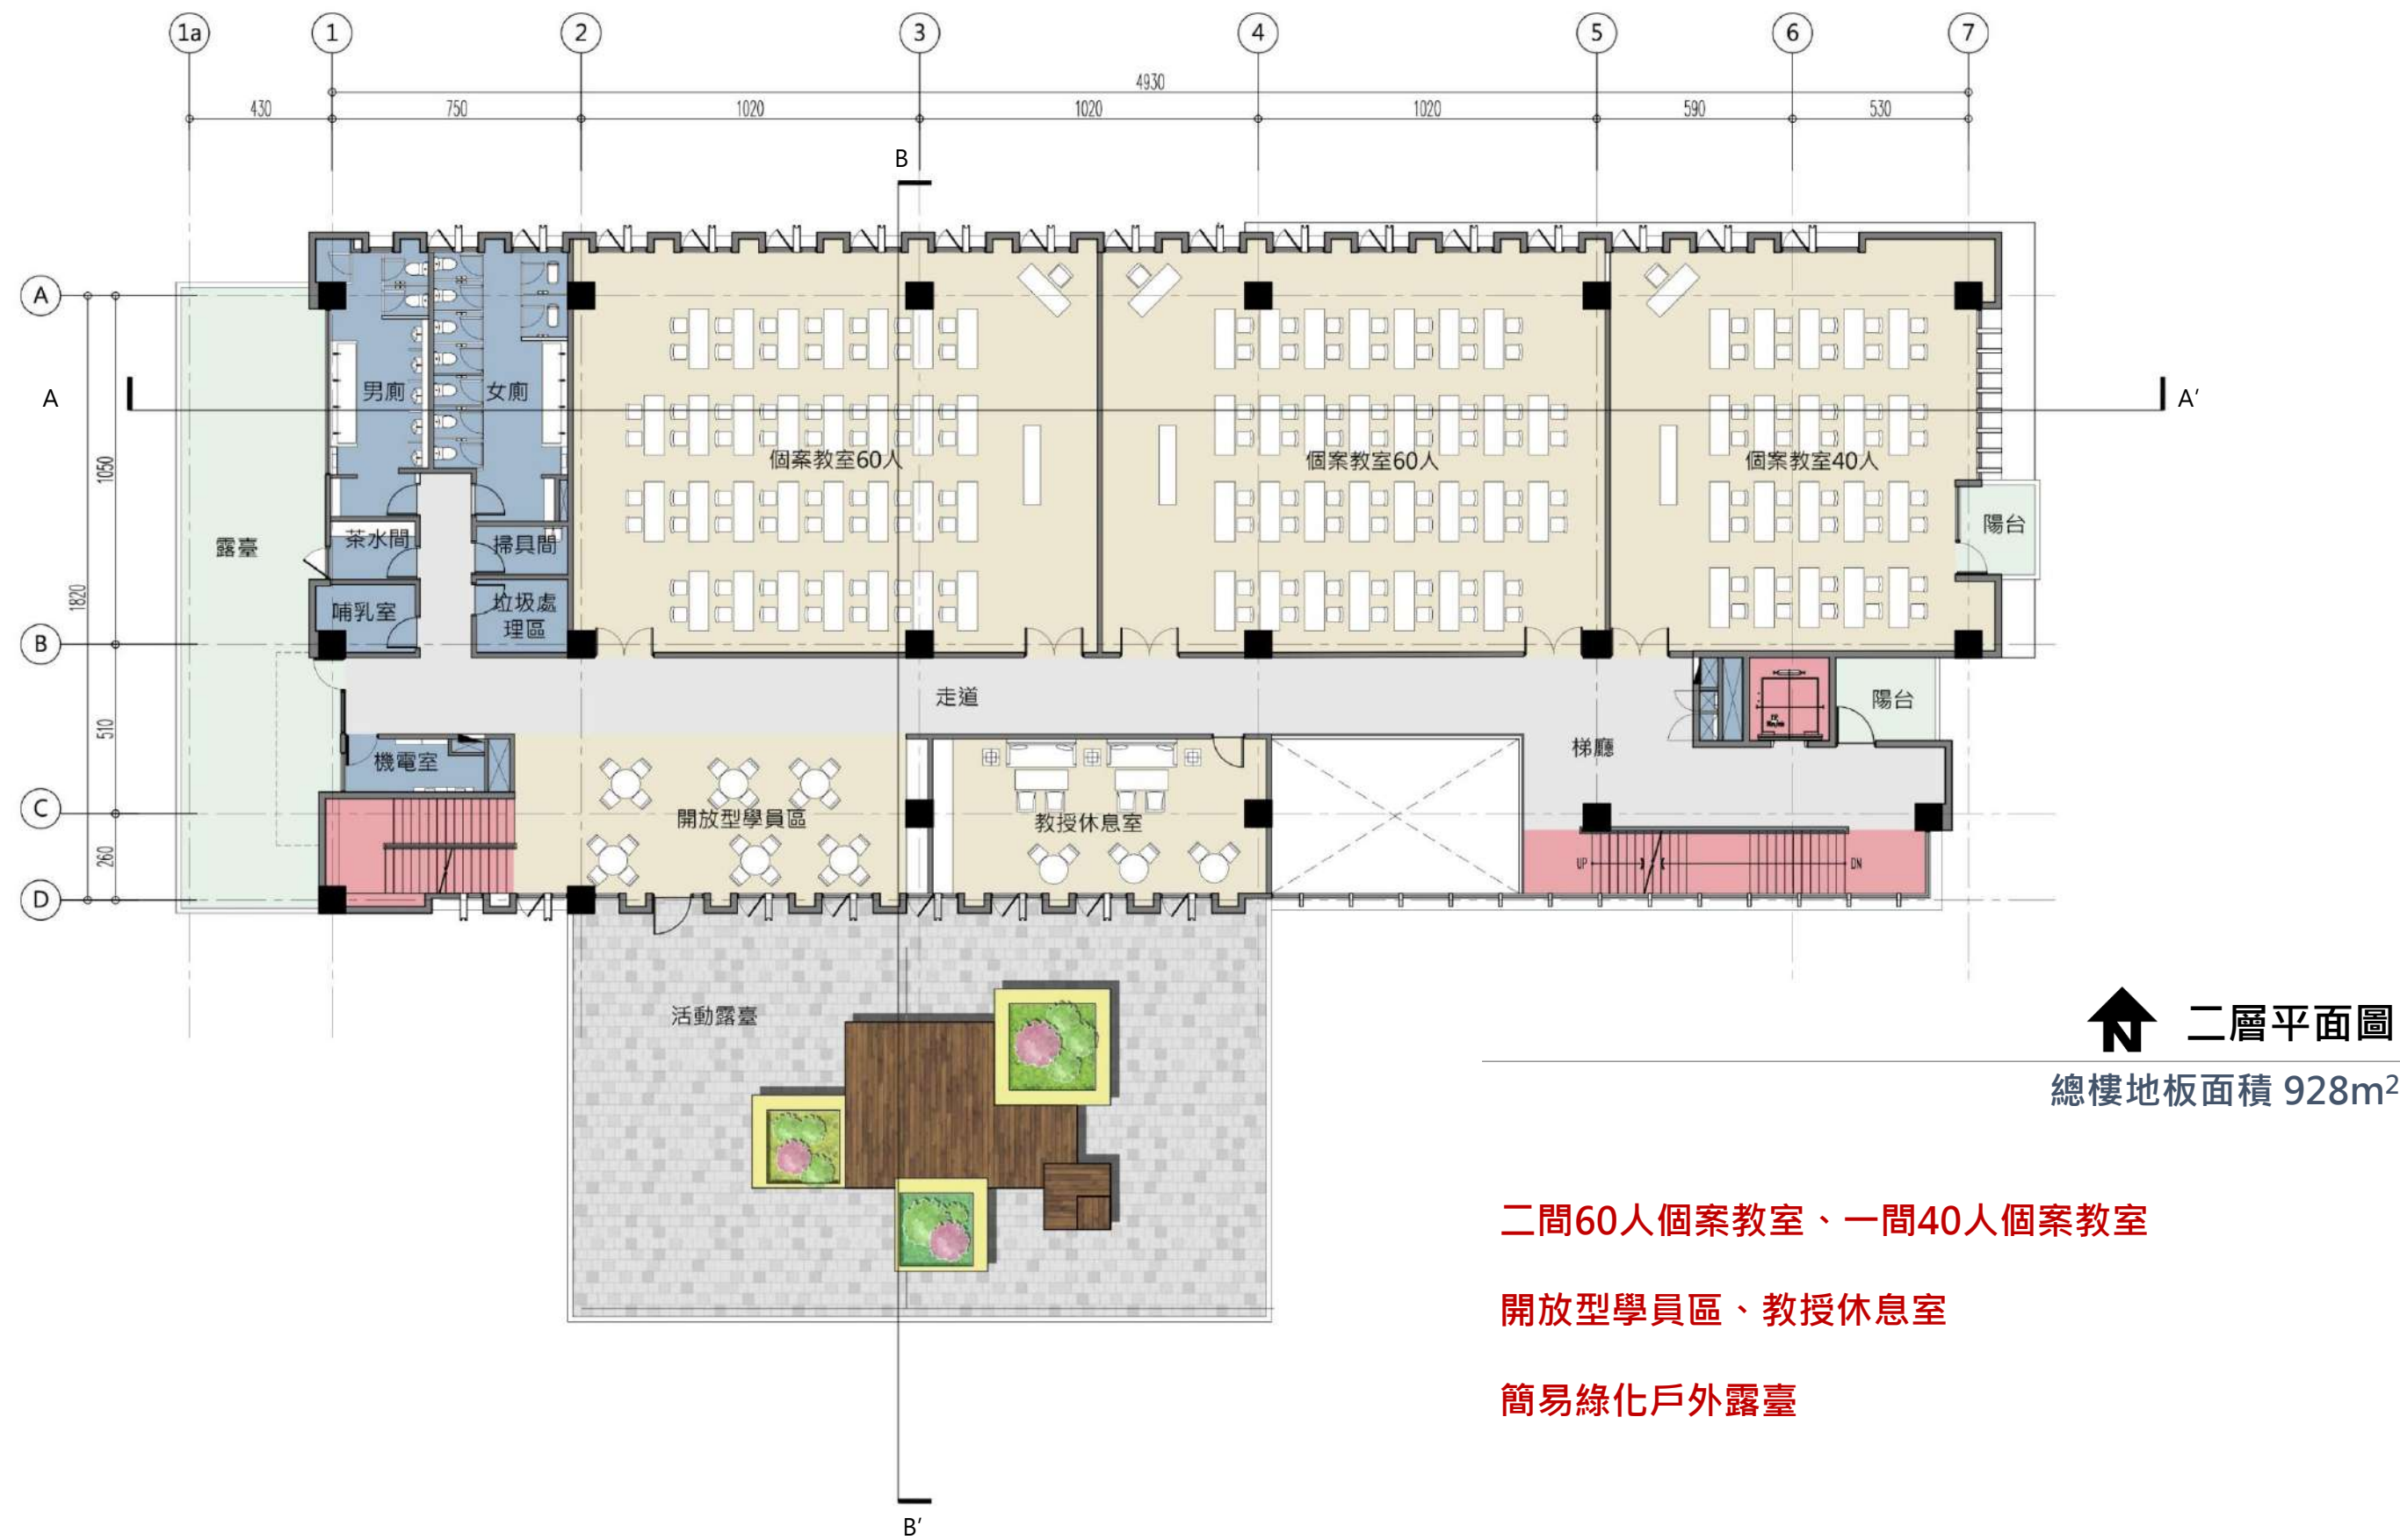 1a 1 2 3 4 5 6 7
4930
430 750 1020 1020 1020 590 530
B
A
A A'
男廁 女廁
個案教室60人 個案教室60人 個案教室40人
1050
陽台
露臺 茶水間 掃具間
1820
哺乳室 垃圾處
理區
B
走道 陽台
510
梯廳
機電室
C
開放型學員區 教授休息室
260
UP DN
D
活動露臺
N 二層平面圖
總樓地板面積 928m²
二間60人個案教室、一間40人個案教室
開放型學員區、教授休息室
簡易綠化戶外露臺
B'